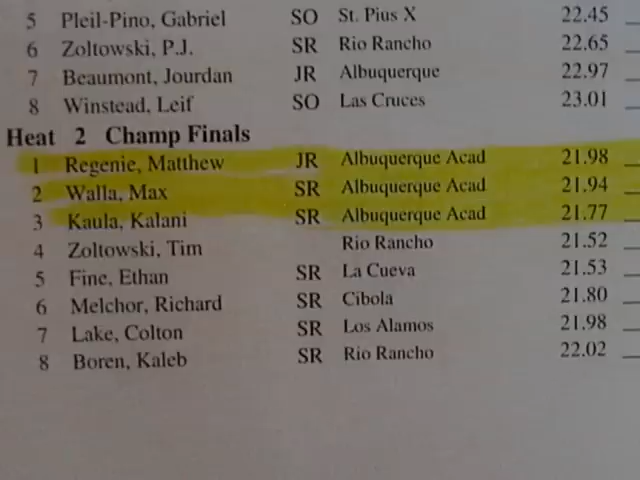 5 Pleil-Pino, Gabriel SO St. Pius X 22.45
6 Zoltowski, P.J. SR Rio Rancho 22.65
7 Beaumont, Jourdan JR Albuquerque 22.97
8 Winstead, Leif SO Las Cruces 23.01
Heat 2 Champ Finals
1 Regenie, Matthew JR Albuquerque Acad 21.98
2 Walla, Max SR Albuquerque Acad 21.94
3 Kaula, Kalani SR Albuquerque Acad 21.77
4 Zoltowski, Tim Rio Rancho 21.52
5 Fine, Ethan SR La Cueva 21.53
6 Melchor, Richard SR Cibola 21.80
7 Lake, Colton SR Los Alamos 21.98
8 Boren, Kaleb SR Rio Rancho 22.02